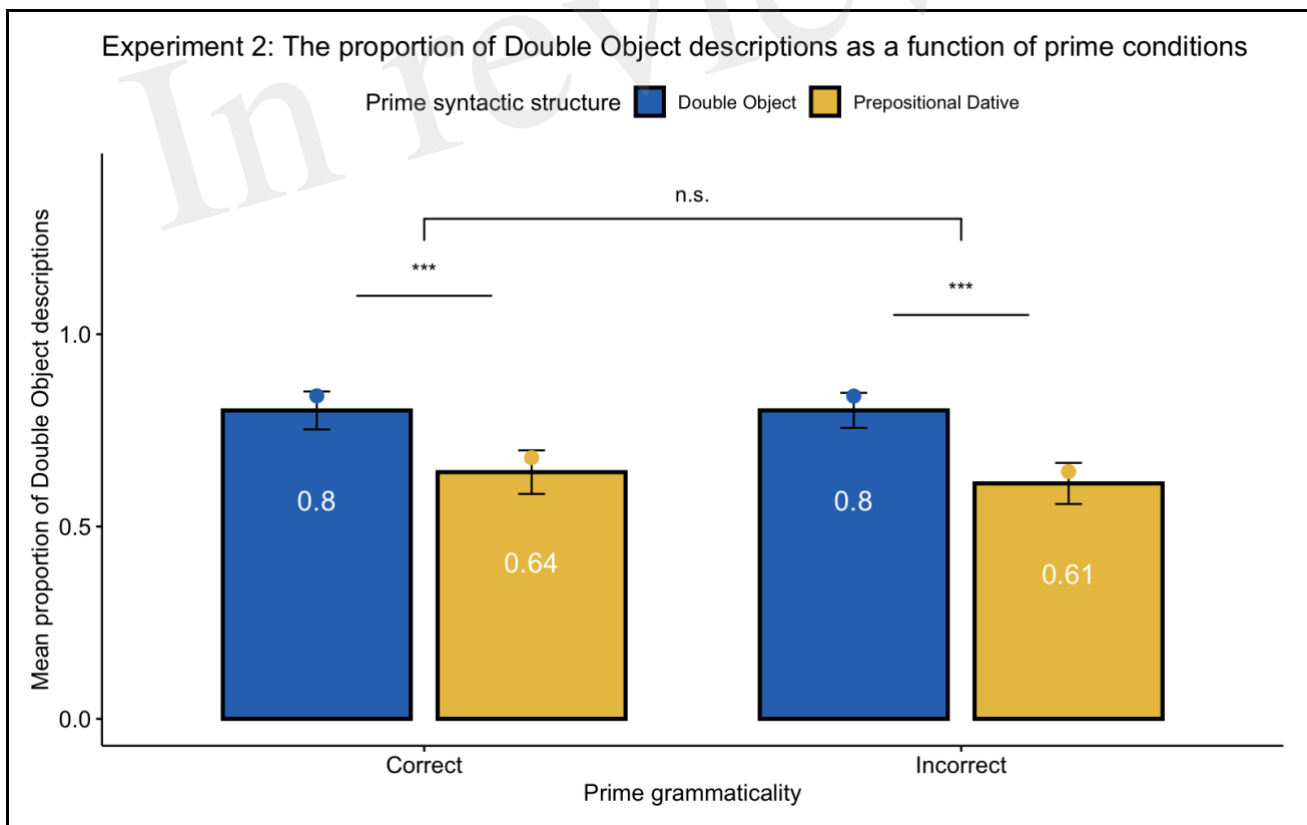 In review
Experiment 2: The proportion of Double Object descriptions as a function of prime conditions
Prime syntactic structure Double Object Prepositional Dative
n.s.
***
***
Mean proportion of Double Object descriptions
1.0
0.5
0.0
0.8
0.64
0.8
0.61
Correct Incorrect
Prime grammaticality